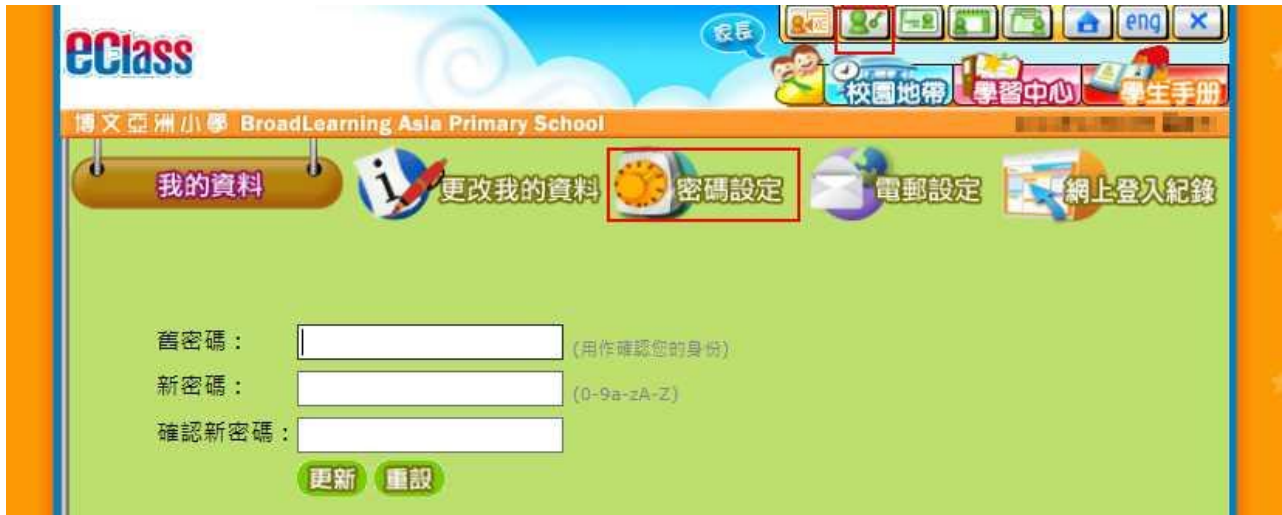 eClass
家長
eng
校園地帶 學習中心 學生手册
博文亞洲小學 BroadLearning Asia Primary School
我的資料 更改我的資料 密碼設定 電郵設定 網上登入紀錄
舊密碼：
(用作確認您的身份)
新密碼：
(0-9a-zA-Z)
確認新密碼：
更新 重設